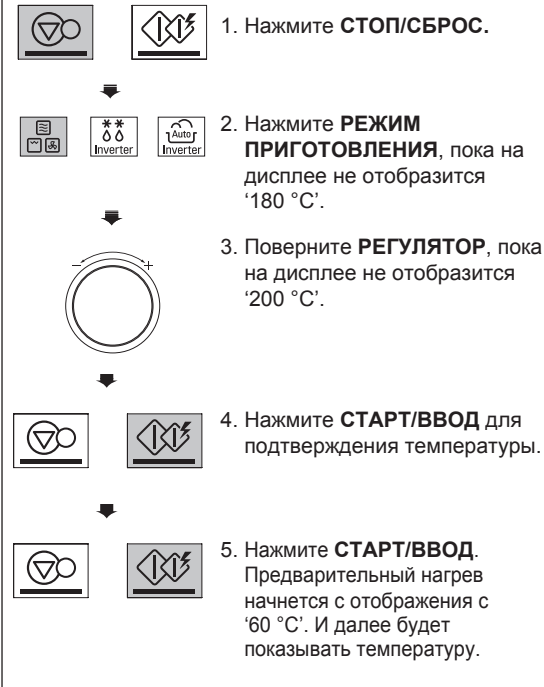 1. Нажмите СТОП/СБРОС.
2. Нажмите РЕЖИМ
ПРИГОТОВЛЕНИЯ, пока на
дисплее не отобразится
‘180 °C’.
Inverter
Auto
Inverter
3. Поверните РЕГУЛЯТОР, пока
на дисплее не отобразится
‘200 °C’.
– +
4. Нажмите СТАРТ/ВВОД для
подтверждения температуры.
5. Нажмите СТАРТ/ВВОД.
Предварительный нагрев
начнется с отображения с
‘60 °C’. И далее будет
показывать температуру.